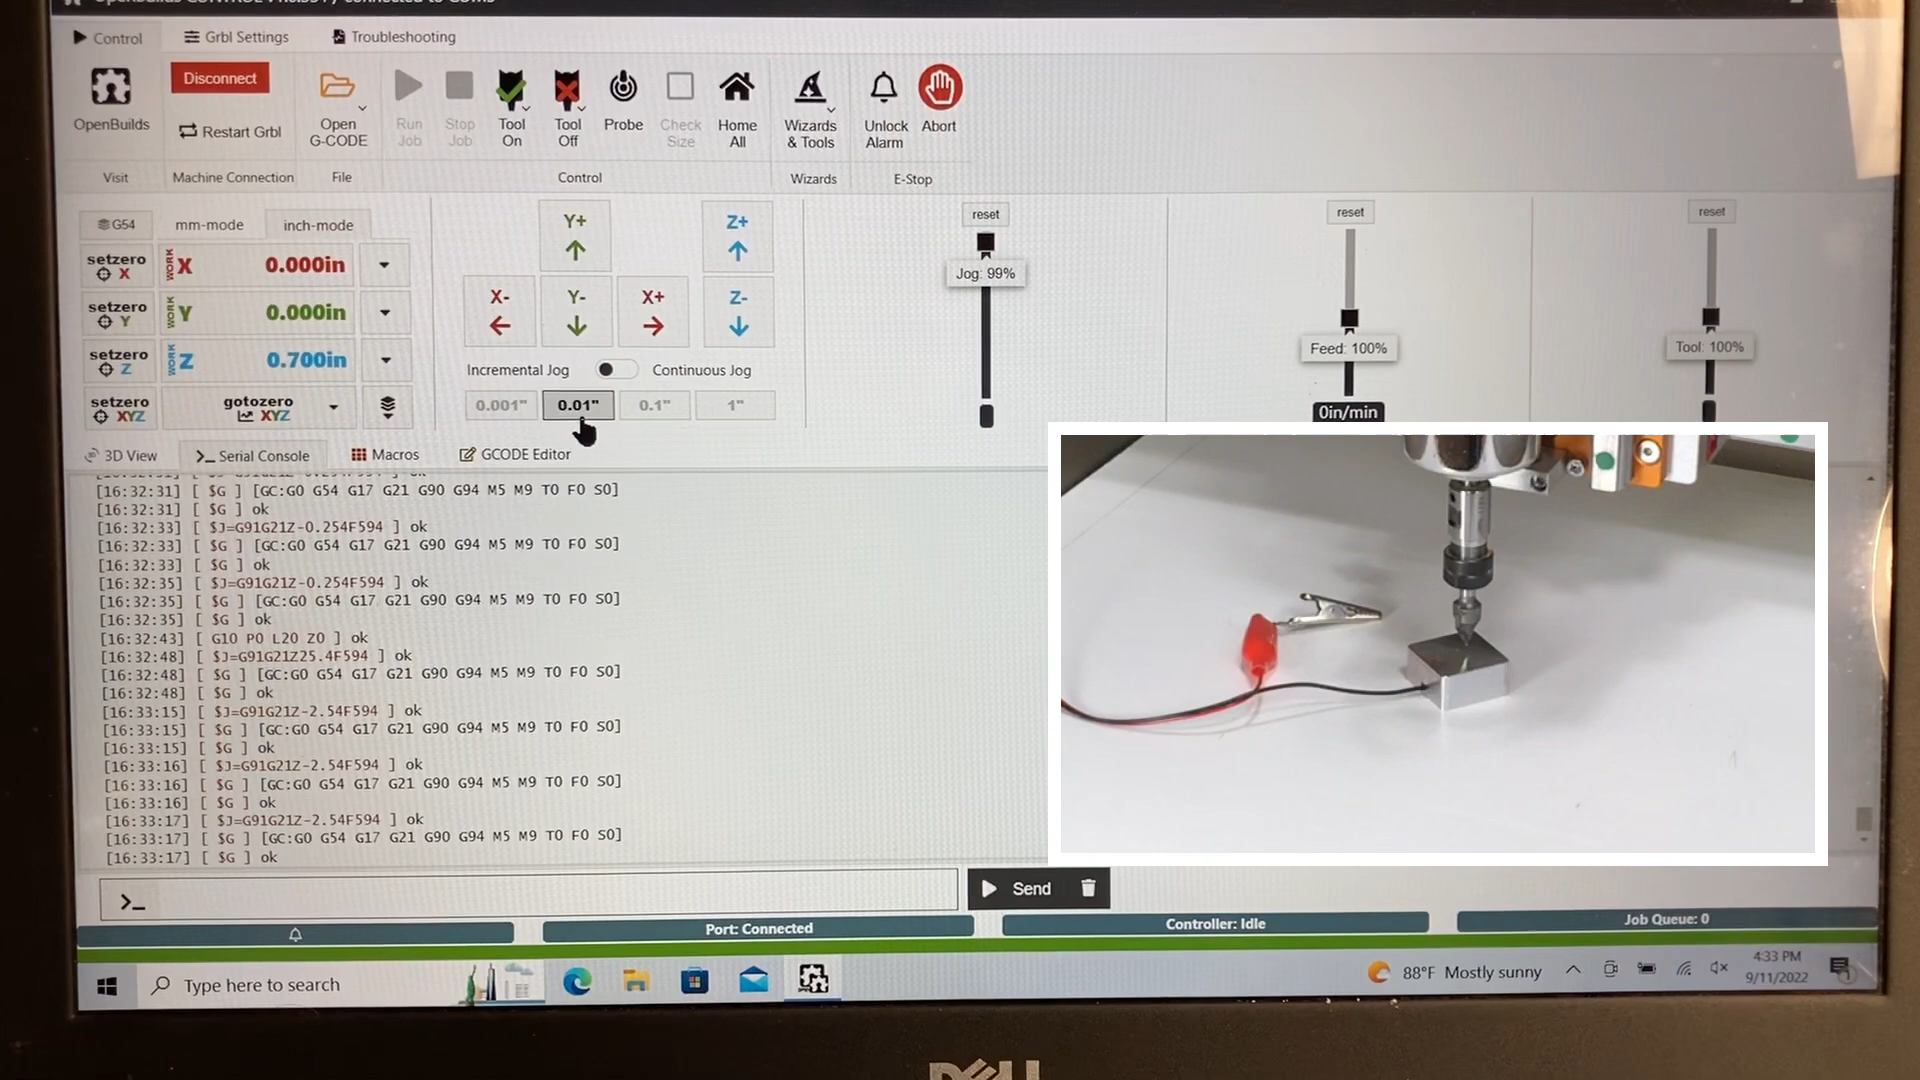 Control
Grbl Settings
Troubleshooting
OpenBuilds
Disconnect
Restart Grbl
Open G-CODE
Run Job
Stop Job
Tool On
Tool Off
Probe
Check Size
Home All
Wizards & Tools
Unlock Alarm
Abort
Visit
Machine Connection
File
Control
Wizards
E-Stop
G54
mm-mode
inch-mode
setzero X
WORK X 0.000in
setzero Y
WORK Y 0.000in
setzero Z
WORK Z 0.700in
setzero XYZ
gotozero XYZ
Y+
Z+
X-
Y-
X+
Z-
Incremental Jog
Continuous Jog
0.001"
0.01"
0.1"
1"
reset
Jog: 99%
reset
Feed: 100%
0in/min
reset
Tool: 100%
3D View
>_ Serial Console
Macros
GCODE Editor
[16:32:31] [ $G ] [GC:G0 G54 G17 G21 G90 G94 M5 M9 T0 F0 S0]
[16:32:31] [ $G ] ok
[16:32:33] [ $J=G91G21Z-0.254F594 ] ok
[16:32:33] [ $G ] [GC:G0 G54 G17 G21 G90 G94 M5 M9 T0 F0 S0]
[16:32:33] [ $G ] ok
[16:32:35] [ $J=G91G21Z-0.254F594 ] ok
[16:32:35] [ $G ] [GC:G0 G54 G17 G21 G90 G94 M5 M9 T0 F0 S0]
[16:32:35] [ $G ] ok
[16:32:43] [ G10 P0 L20 Z0 ] ok
[16:32:48] [ $J=G91G21Z25.4F594 ] ok
[16:32:48] [ $G ] [GC:G0 G54 G17 G21 G90 G94 M5 M9 T0 F0 S0]
[16:32:48] [ $G ] ok
[16:33:15] [ $J=G91G21Z-2.54F594 ] ok
[16:33:15] [ $G ] [GC:G0 G54 G17 G21 G90 G94 M5 M9 T0 F0 S0]
[16:33:15] [ $G ] ok
[16:33:16] [ $J=G91G21Z-2.54F594 ] ok
[16:33:16] [ $G ] [GC:G0 G54 G17 G21 G90 G94 M5 M9 T0 F0 S0]
[16:33:16] [ $G ] ok
[16:33:17] [ $J=G91G21Z-2.54F594 ] ok
[16:33:17] [ $G ] [GC:G0 G54 G17 G21 G90 G94 M5 M9 T0 F0 S0]
[16:33:17] [ $G ] ok
>_
Send
Port: Connected
Controller: Idle
Job Queue: 0
Type here to search
88°F Mostly sunny
4:33 PM
9/11/2022
DELL